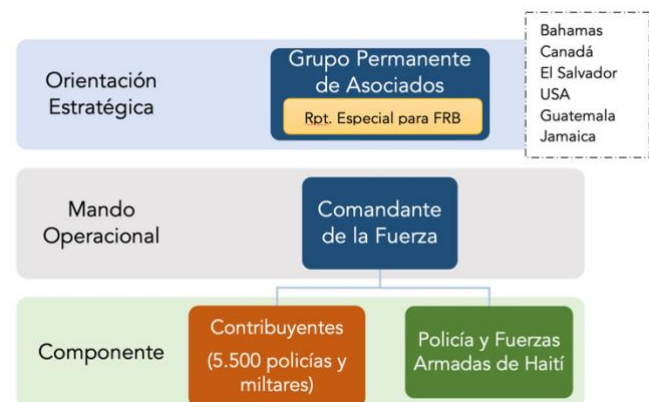 Orientación
Estratégica
Grupo Permanente
de Asociados
Rpt. Especial para FRB
Bahamas
Canadá
El Salvador
USA
Guatemala
Jamaica
Mando
Operacional
Comandante
de la Fuerza
Componente
Contribuyentes
(5.500 policías y
miltares)
Policía y Fuerzas
Armadas de Haití